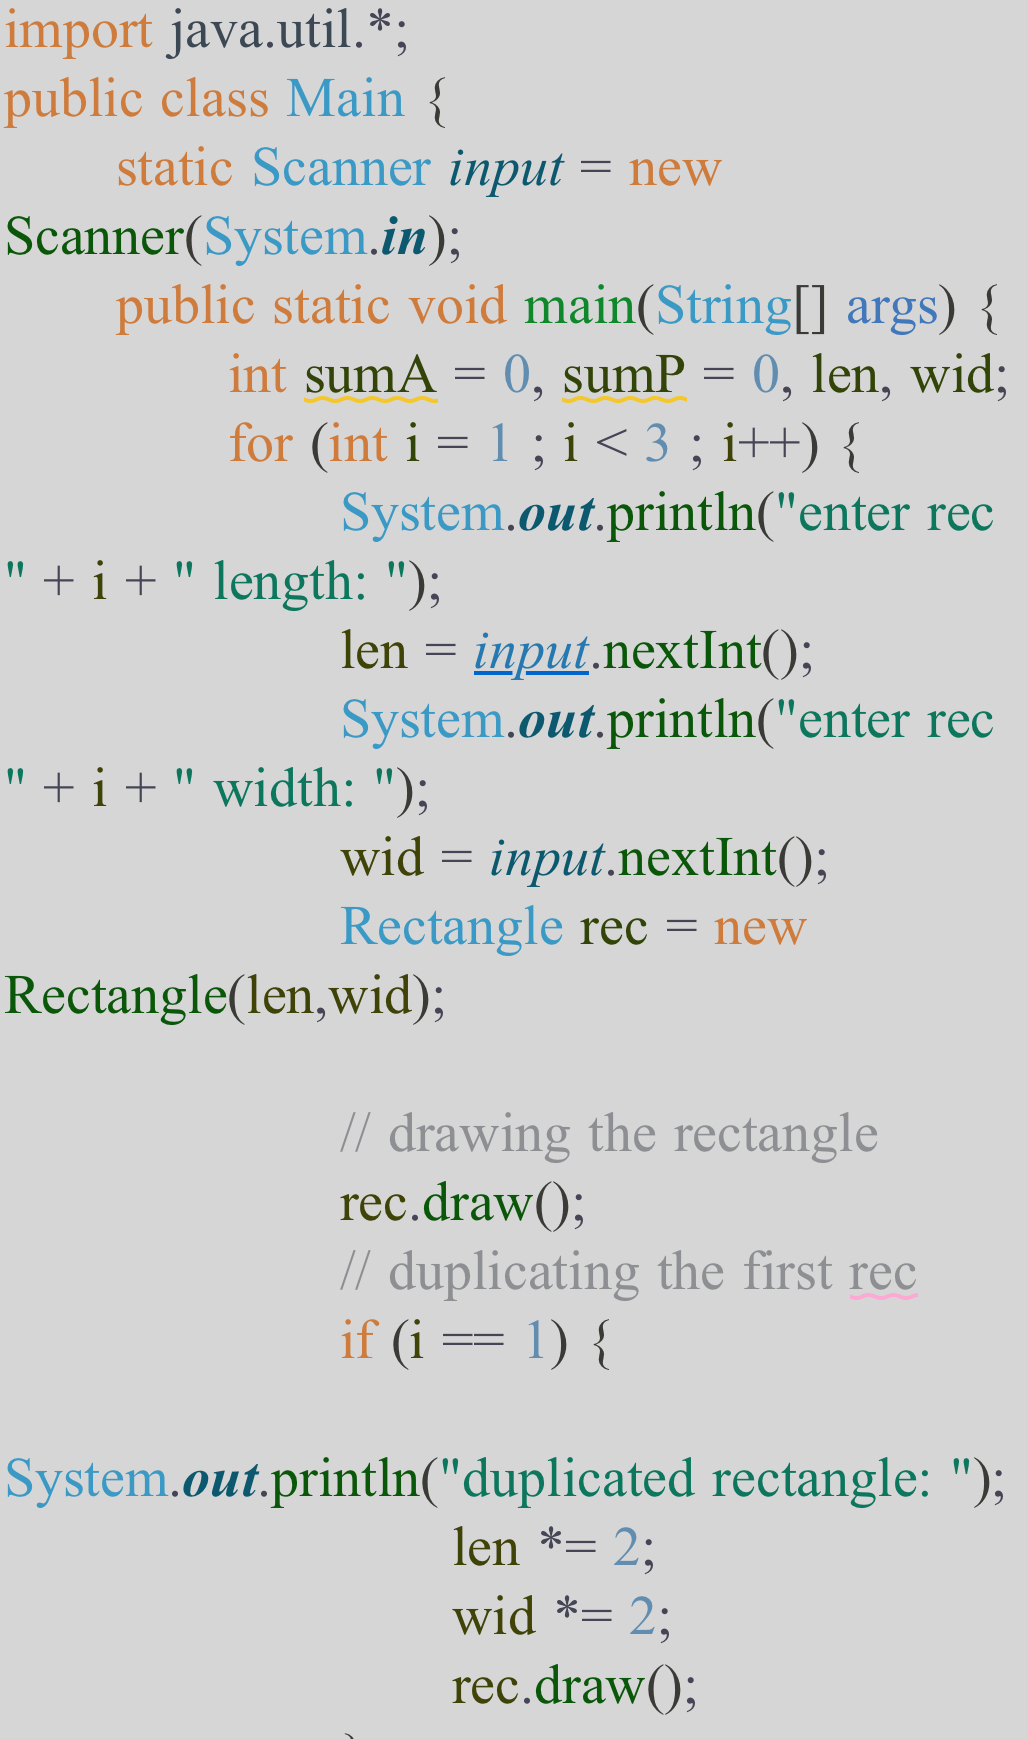 import java.util.*;
public class Main {
static Scanner input = new
Scanner(System.in);
public static void main(String[] args) {
int sumA = 0, sumP = 0, len, wid;
for (int i = 1 ; i < 3 ; i++) {
System.out.println("enter rec
" + i + " length: ");
len = input.nextInt();
System.out.println("enter rec
" + i + " width: ");
wid = input.nextInt();
Rectangle rec = new
Rectangle(len,wid);
// drawing the rectangle
rec.draw();
// duplicating the first rec
if (i == 1) {
System.out.println("duplicated rectangle: ");
len *= 2;
wid *= 2;
rec.draw();